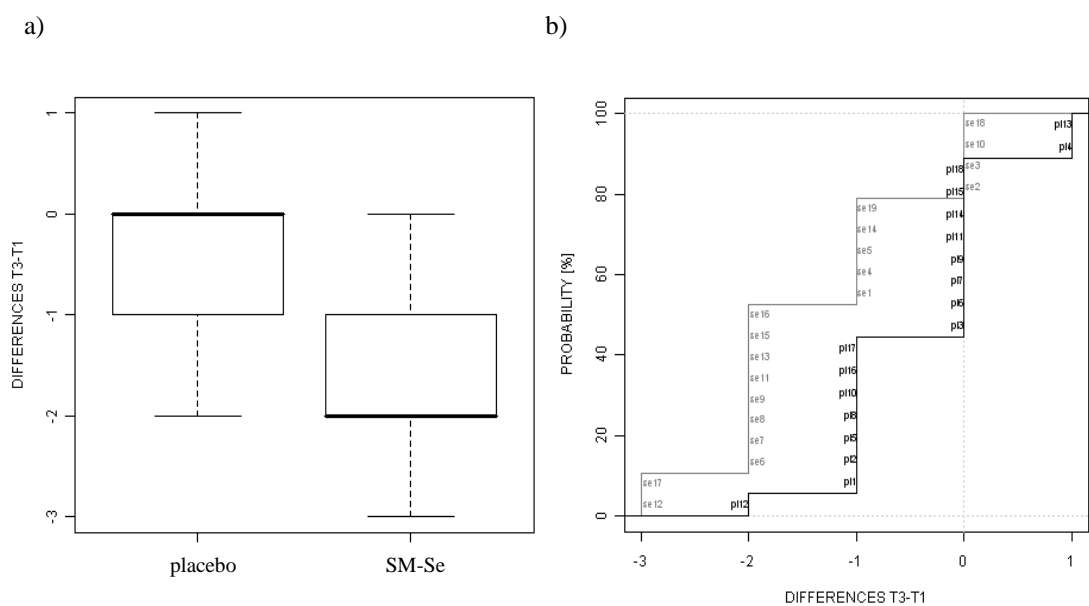 a)
b)
DIFFERENCES T3-T1
1
0
-1
-2
-3
placebo
SM-Se
PROBABILITY [%]
100
80
60
40
20
0
se18
pl13
se10
pl4
pl18
se3
pl15
se2
se19
pl14
se14
pl11
se5
pl9
se4
pl7
se1
pl6
se16
pl3
se15
pl17
se13
pl16
se11
pl10
se9
pl8
se8
pl5
se7
pl2
se6
pl1
se17
se12
pl12
-3
-2
-1
0
1
DIFFERENCES T3-T1